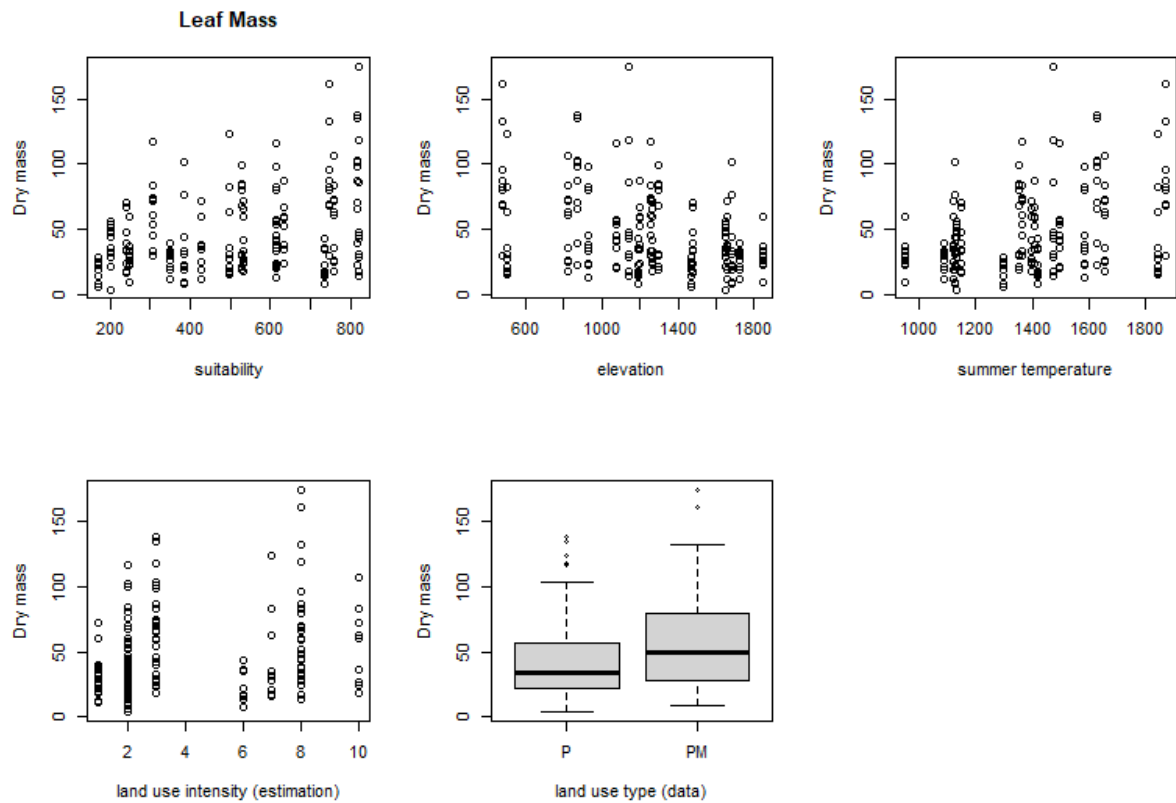 Leaf Mass
Dry mass
0 50 100 150
200 400 600 800
suitability
Dry mass
0 50 100 150
600 1000 1400 1800
elevation
Dry mass
0 50 100 150
1000 1200 1400 1600 1800
summer temperature
Dry mass
0 50 100 150
2 4 6 8 10
land use intensity (estimation)
Dry mass
0 50 100 150
P PM
land use type (data)